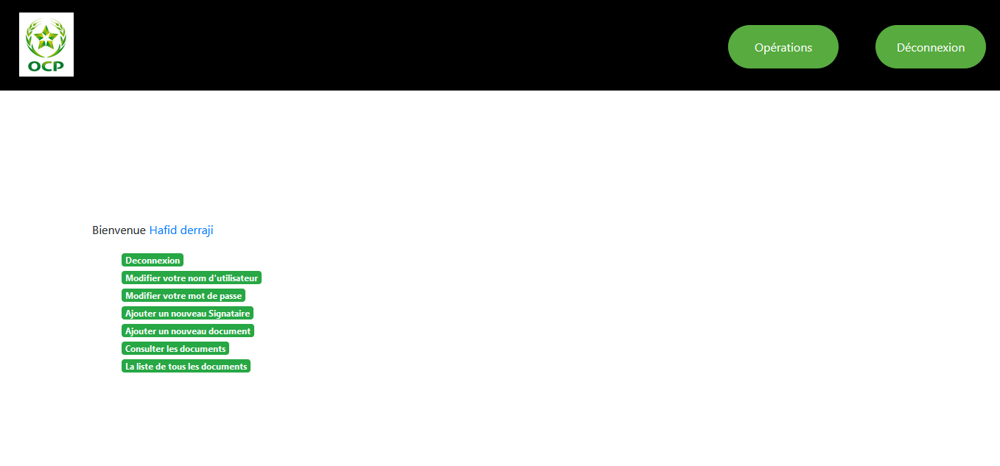 OCP
Opérations
Déconnexion
Bienvenue Hafid derraji
Deconnexion
Modifier votre nom d'utilisateur
Modifier votre mot de passe
Ajouter un nouveau Signataire
Ajouter un nouveau document
Consulter les documents
La liste de tous les documents